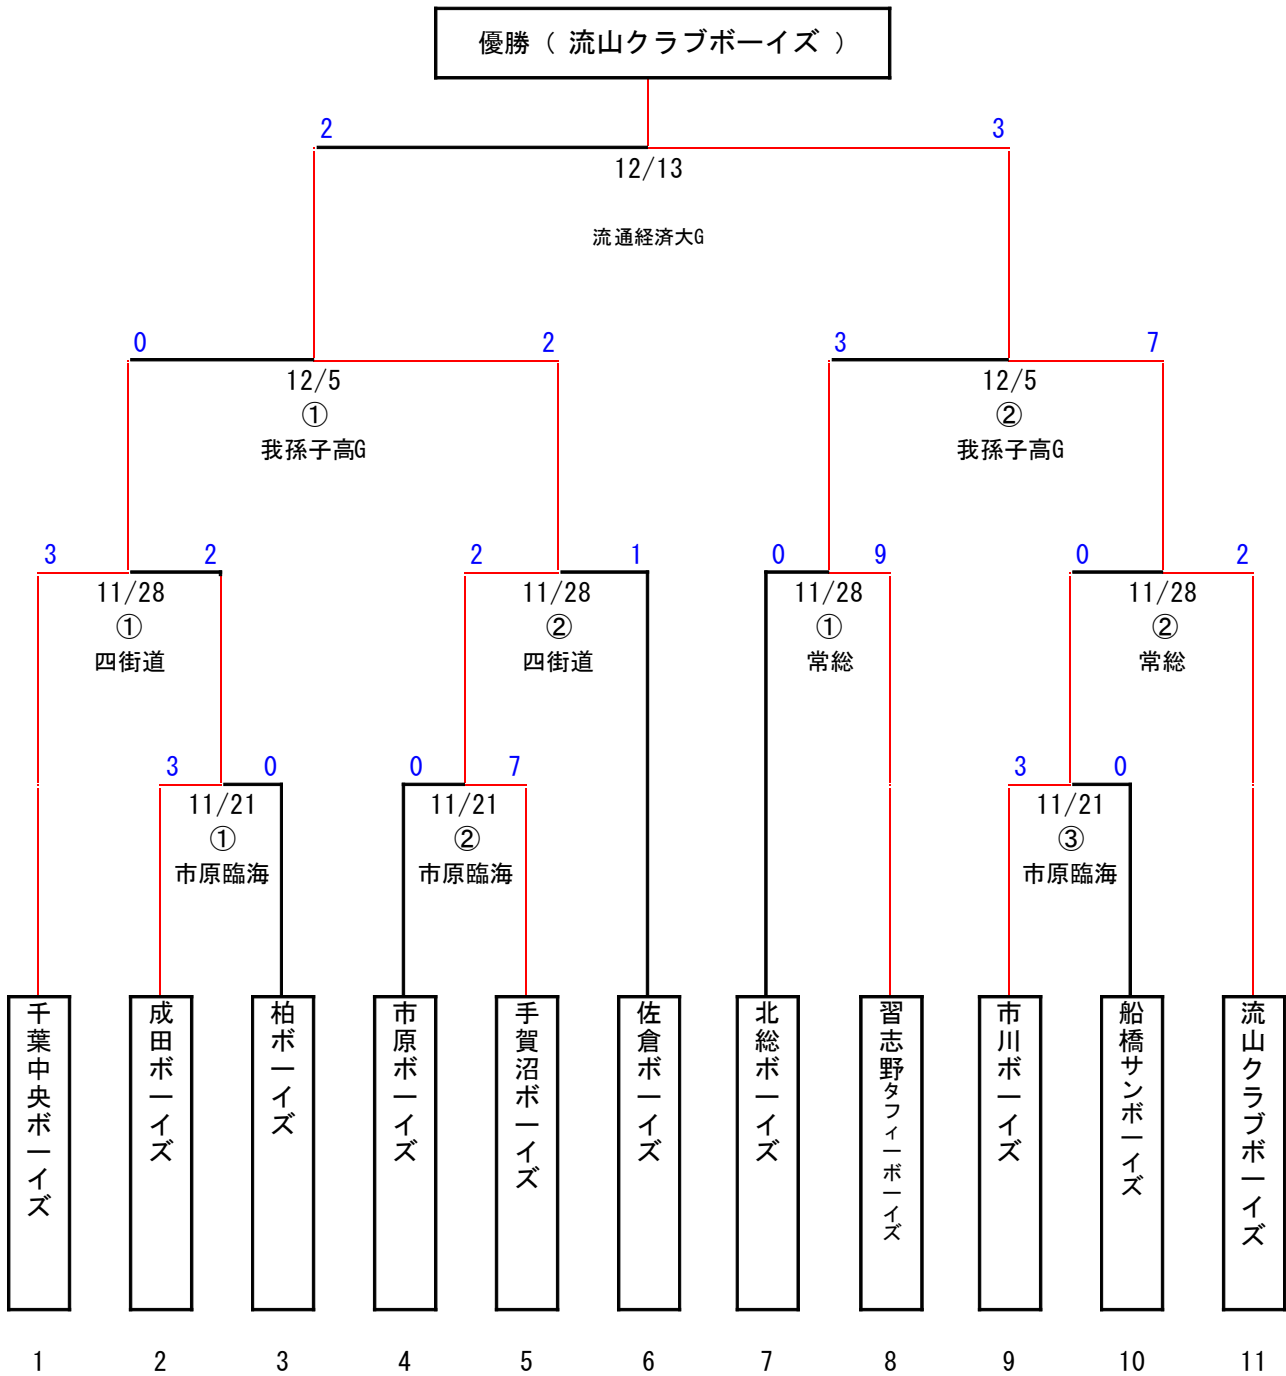 優勝（ 流山クラブボーイズ ）
2 3
12/13
流通経済大G
0 2 3 7
12/5 12/5
① ②
我孫子高G 我孫子高G
3 2 2 1 0 9 0 2
11/28 11/28 11/28 11/28
① ② ① ②
四街道 四街道 常総 常総
3 0 0 7 3 0
11/21 11/21 11/21
① ② ③
市原臨海 市原臨海 市原臨海
千葉中央ボーイズ
成田ボーイズ
柏ボーイズ
市原ボーイズ
手賀沼ボーイズ
佐倉ボーイズ
北総ボーイズ
習志野タフィーボーイズ
市川ボーイズ
船橋サンボーイズ
流山クラブボーイズ
1 2 3 4 5 6 7 8 9 10 11